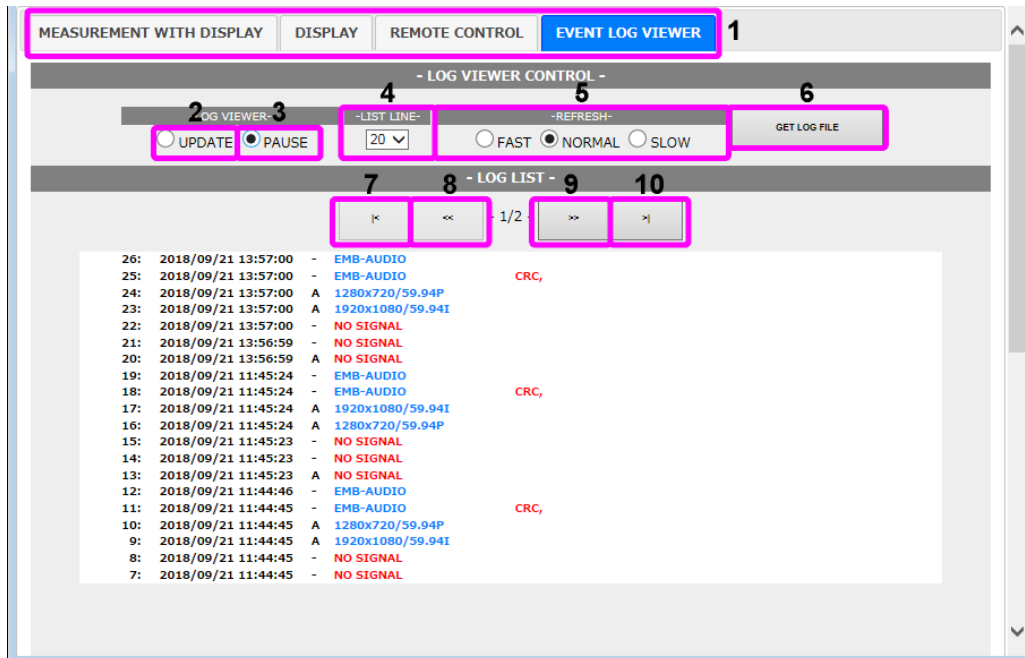 MEASUREMENT WITH DISPLAY DISPLAY REMOTE CONTROL EVENT LOG VIEWER 1
- LOG VIEWER CONTROL -
2 3 4 5 6
LOG VIEWER- -LIST LINE- -REFRESH- GET LOG FILE
UPDATE PAUSE 20 FAST NORMAL SLOW
- LOG LIST -
7 8 9 10
|< << - 1/2 - >> >|
26: 2018/09/21 13:57:00 - EMB-AUDIO
25: 2018/09/21 13:57:00 - EMB-AUDIO CRC,
24: 2018/09/21 13:57:00 A 1280x720/59.94P
23: 2018/09/21 13:57:00 A 1920x1080/59.94I
22: 2018/09/21 13:57:00 - NO SIGNAL
21: 2018/09/21 13:56:59 - NO SIGNAL
20: 2018/09/21 13:56:59 A NO SIGNAL
19: 2018/09/21 11:45:24 - EMB-AUDIO
18: 2018/09/21 11:45:24 - EMB-AUDIO CRC,
17: 2018/09/21 11:45:24 A 1920x1080/59.94I
16: 2018/09/21 11:45:24 A 1280x720/59.94P
15: 2018/09/21 11:45:23 - NO SIGNAL
14: 2018/09/21 11:45:23 - NO SIGNAL
13: 2018/09/21 11:45:23 A NO SIGNAL
12: 2018/09/21 11:44:46 - EMB-AUDIO
11: 2018/09/21 11:44:45 - EMB-AUDIO CRC,
10: 2018/09/21 11:44:45 A 1280x720/59.94P
9: 2018/09/21 11:44:45 A 1920x1080/59.94I
8: 2018/09/21 11:44:45 - NO SIGNAL
7: 2018/09/21 11:44:45 - NO SIGNAL